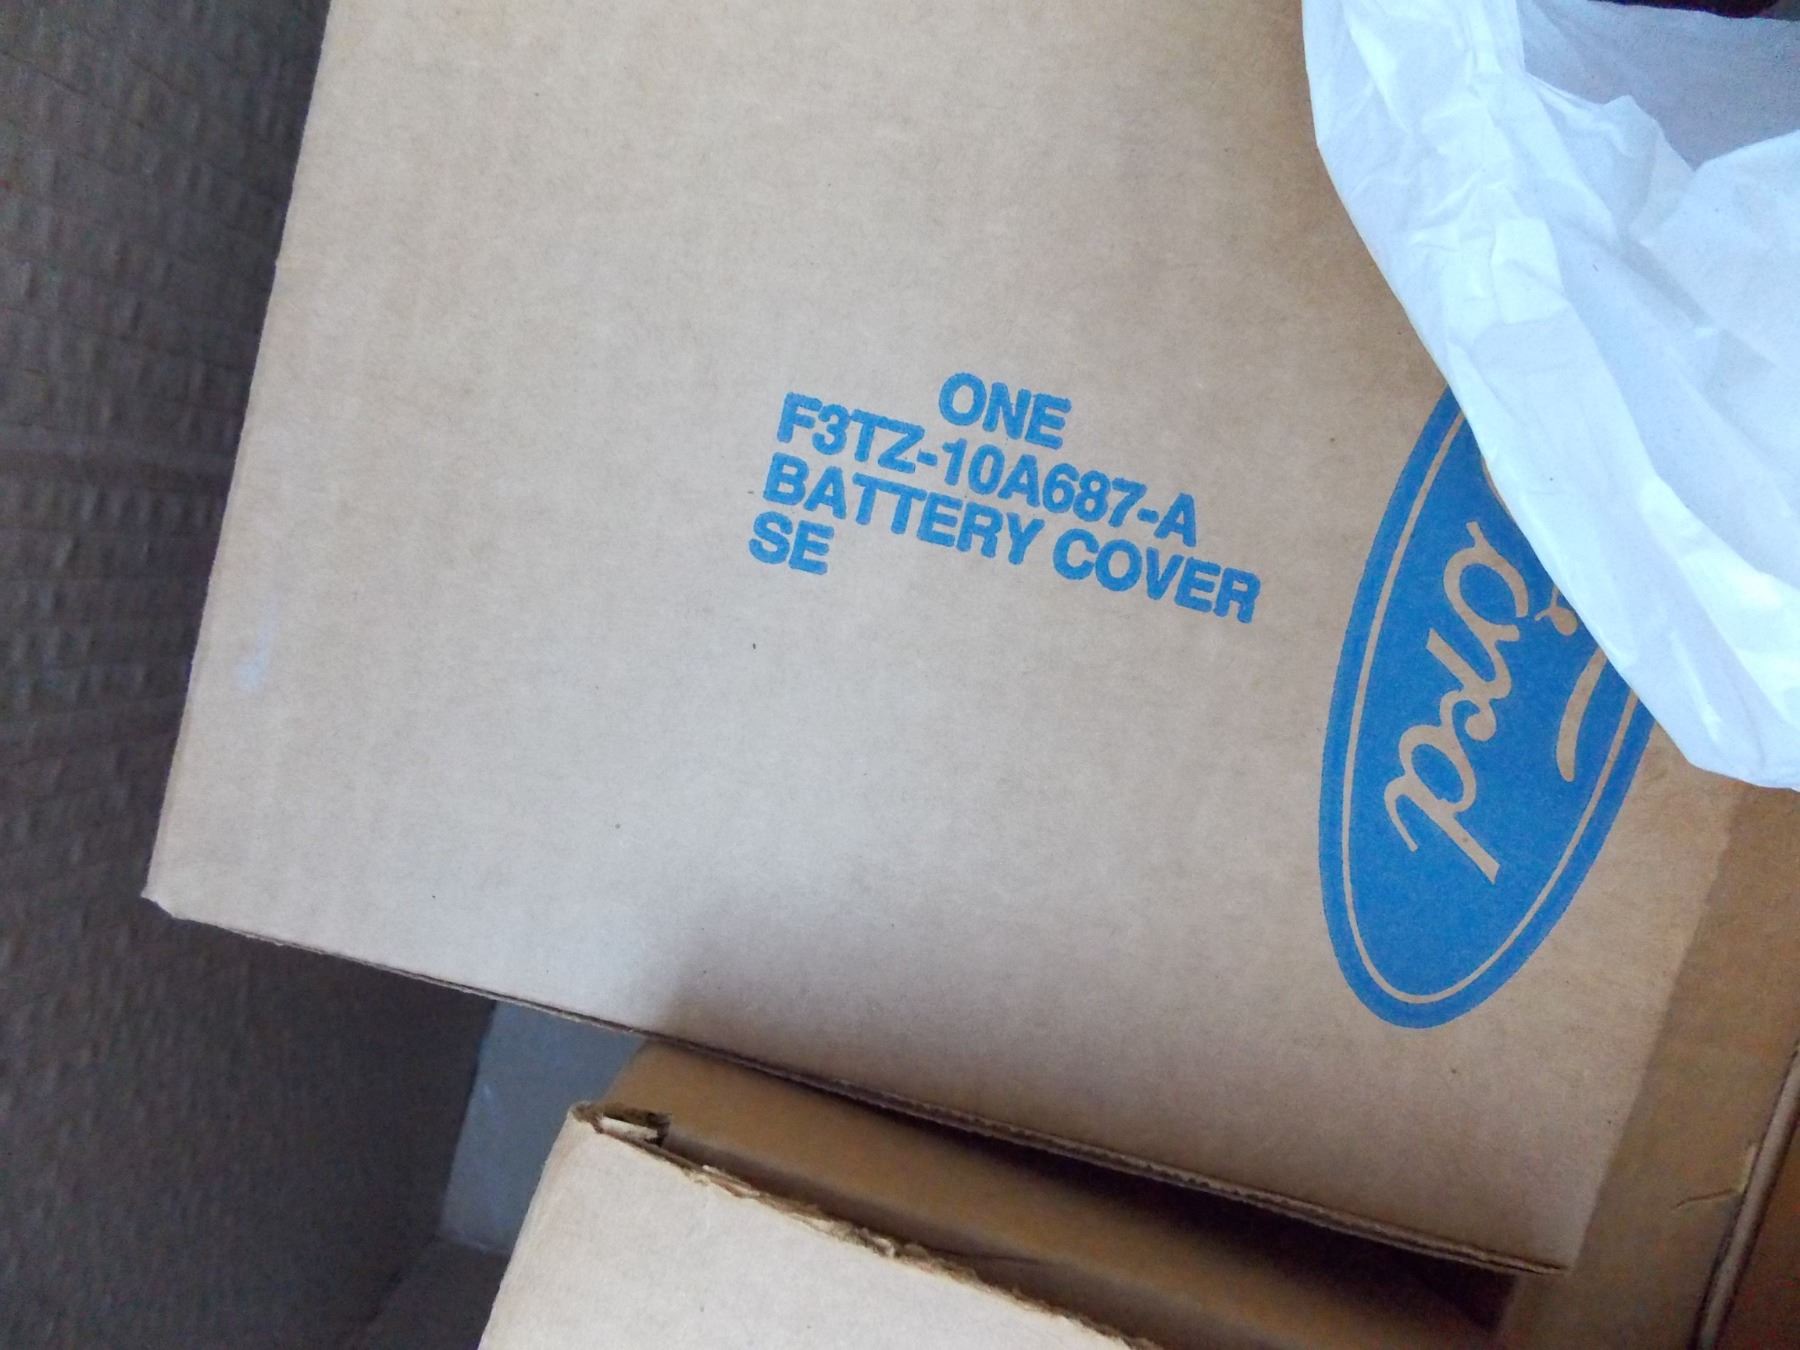 ONE
F3TZ-10A687-A
BATTERY COVER
SE
Ford